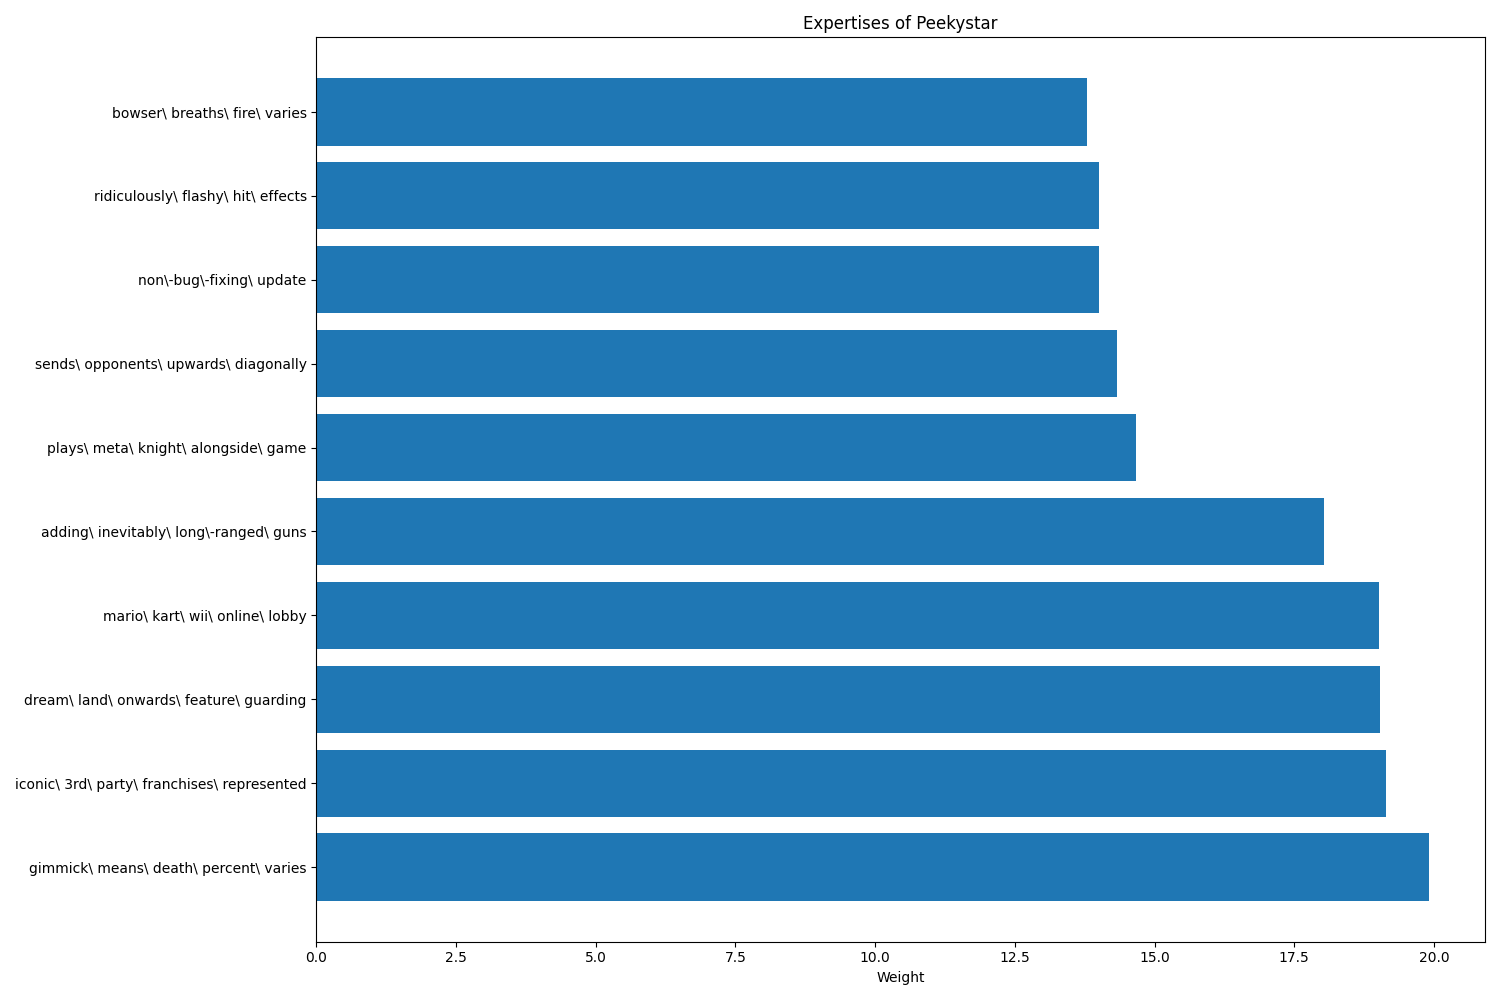 Expertises of Peekystar
bowser\ breaths\ fire\ varies
ridiculously\ flashy\ hit\ effects
non\-bug\-fixing\ update
sends\ opponents\ upwards\ diagonally
plays\ meta\ knight\ alongside\ game
adding\ inevitably\ long\-ranged\ guns
mario\ kart\ wii\ online\ lobby
dream\ land\ onwards\ feature\ guarding
iconic\ 3rd\ party\ franchises\ represented
gimmick\ means\ death\ percent\ varies
0.0 2.5 5.0 7.5 10.0 12.5 15.0 17.5 20.0
Weight